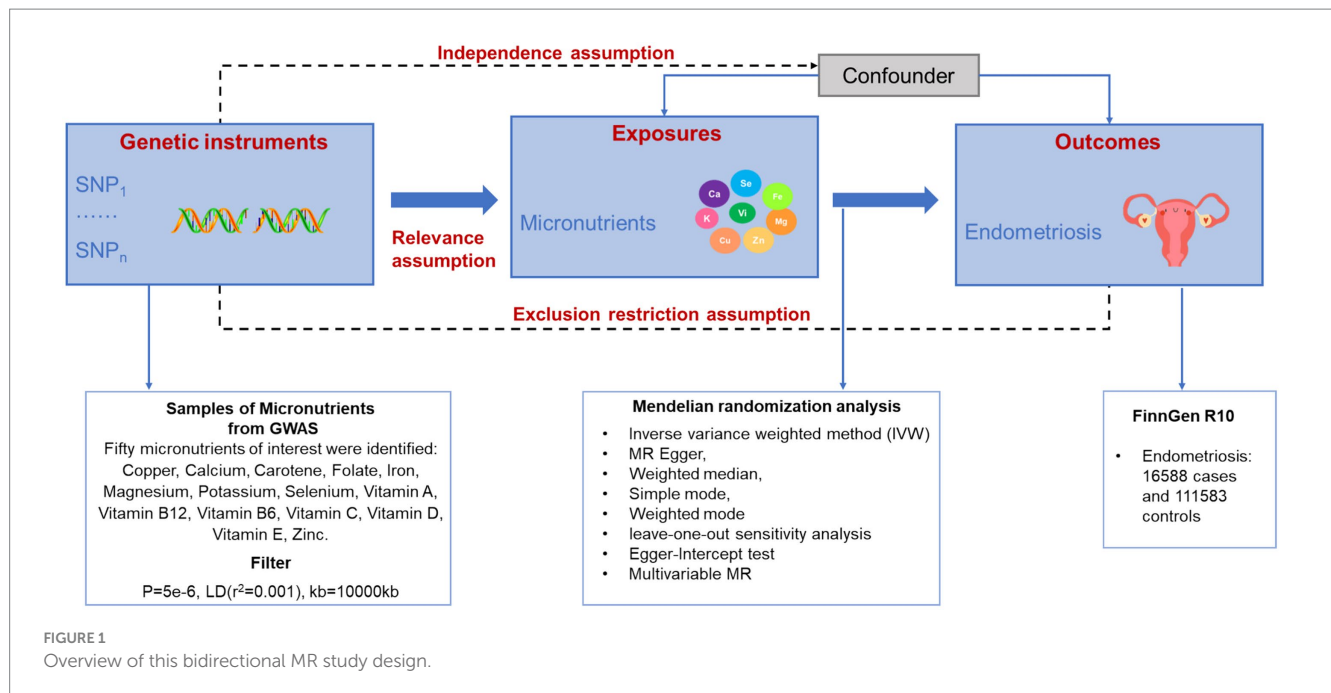 Independence assumption
Confounder
Genetic instruments
SNP1
......
SNPn
Relevance
assumption
Exposures
Micronutrients
Ca
Se
Fe
K
Vi
Mg
Cu
Zn
Outcomes
Endometriosis
Exclusion restriction assumption
Samples of Micronutrients
from GWAS
Fifty micronutrients of interest were identified:
Copper, Calcium, Carotene, Folate, Iron,
Magnesium, Potassium, Selenium, Vitamin A,
Vitamin B12, Vitamin B6, Vitamin C, Vitamin D,
Vitamin E, Zinc.
Filter
P=5e-6, LD(r²=0.001), kb=10000kb
Mendelian randomization analysis
• Inverse variance weighted method (IVW)
• MR Egger,
• Weighted median,
• Simple mode,
• Weighted mode
• leave-one-out sensitivity analysis
• Egger-Intercept test
• Multivariable MR
FinnGen R10
• Endometriosis:
16588 cases
and 111583
controls
FIGURE 1
Overview of this bidirectional MR study design.